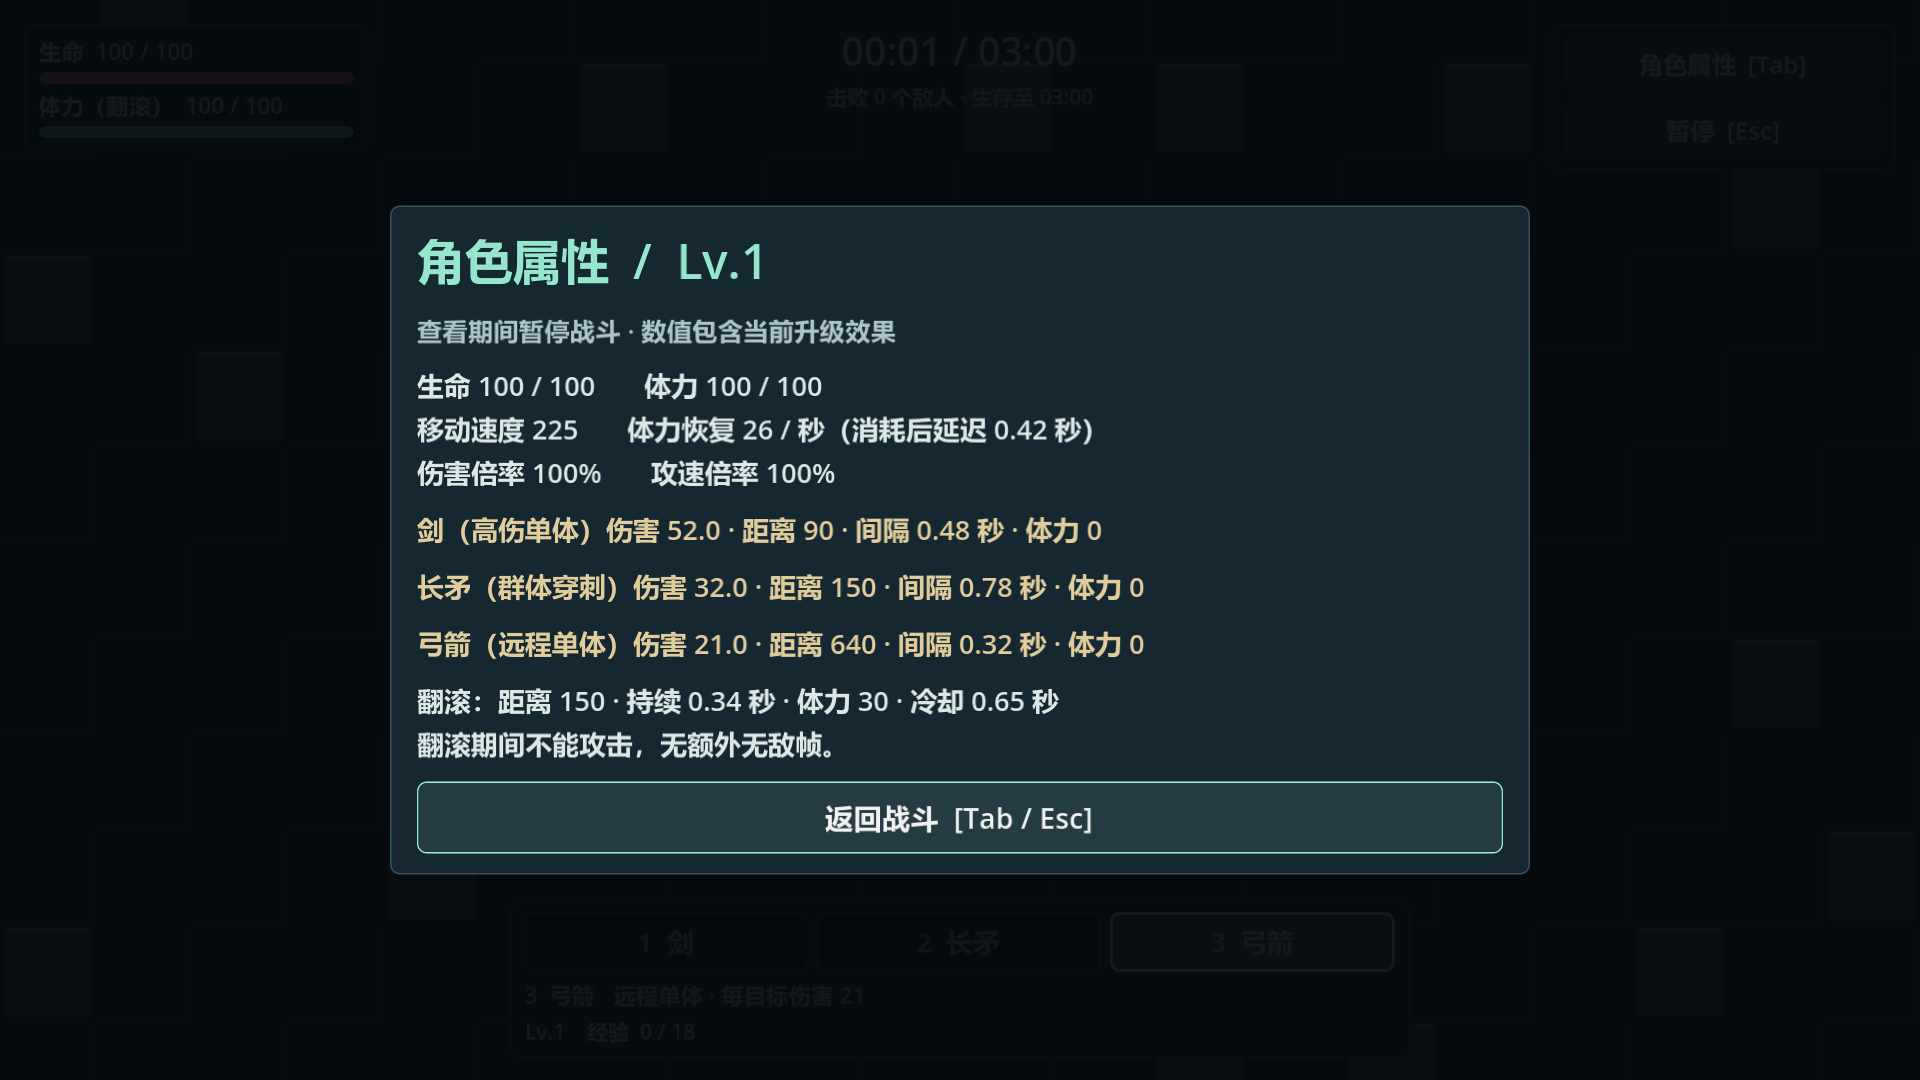 生命 100 / 100
体力（翻滚） 100 / 100
00:01 / 03:00
击败 0 个敌人 · 生存至 03:00
角色属性 [Tab]
暂停 [Esc]
角色属性 / Lv.1
查看期间暂停战斗 · 数值包含当前升级效果
生命 100 / 100 体力 100 / 100
移动速度 225 体力恢复 26 / 秒（消耗后延迟 0.42 秒）
伤害倍率 100% 攻速倍率 100%
剑（高伤单体）伤害 52.0 · 距离 90 · 间隔 0.48 秒 · 体力 0
长矛（群体穿刺）伤害 32.0 · 距离 150 · 间隔 0.78 秒 · 体力 0
弓箭（远程单体）伤害 21.0 · 距离 640 · 间隔 0.32 秒 · 体力 0
翻滚：距离 150 · 持续 0.34 秒 · 体力 30 · 冷却 0.65 秒
翻滚期间不能攻击，无额外无敌帧。
返回战斗 [Tab / Esc]
1 剑
2 长矛
3 弓箭
3 弓箭 远程单体 · 每目标伤害 21
Lv.1 经验 0 / 18